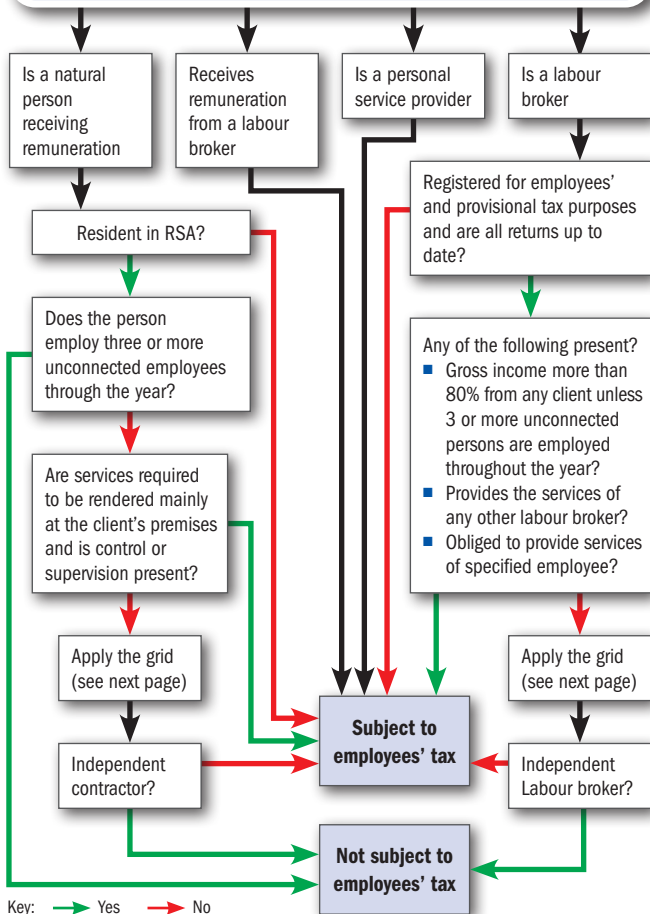 Is a natural
person
receiving
remuneration
Receives
remuneration
from a labour
broker
Is a personal
service provider
Is a labour
broker
Resident in RSA?
Registered for employees'
and provisional tax purposes
and are all returns up to
date?
Does the person
employ three or more
unconnected employees
through the year?
Any of the following present?
■ Gross income more than
80% from any client unless
3 or more unconnected
persons are employed
throughout the year?
■ Provides the services of
any other labour broker?
■ Obliged to provide services
of specified employee?
Are services required
to be rendered mainly
at the client's premises
and is control or
supervision present?
Apply the grid
(see next page)
Apply the grid
(see next page)
Subject to
employees' tax
Independent
contractor?
Independent
Labour broker?
Not subject to
employees' tax
Key: Yes No